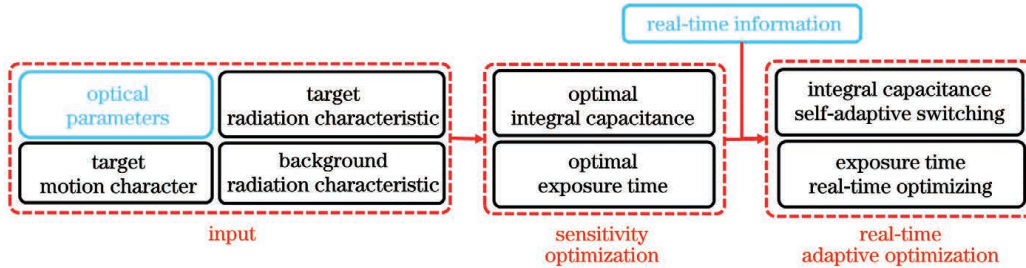 real-time information
optical
parameters
target
radiation characteristic
target
motion character
background
radiation characteristic
input
optimal
integral capacitance
optimal
exposure time
sensitivity
optimization
integral capacitance
self-adaptive switching
exposure time
real-time optimizing
real-time
adaptive optimization